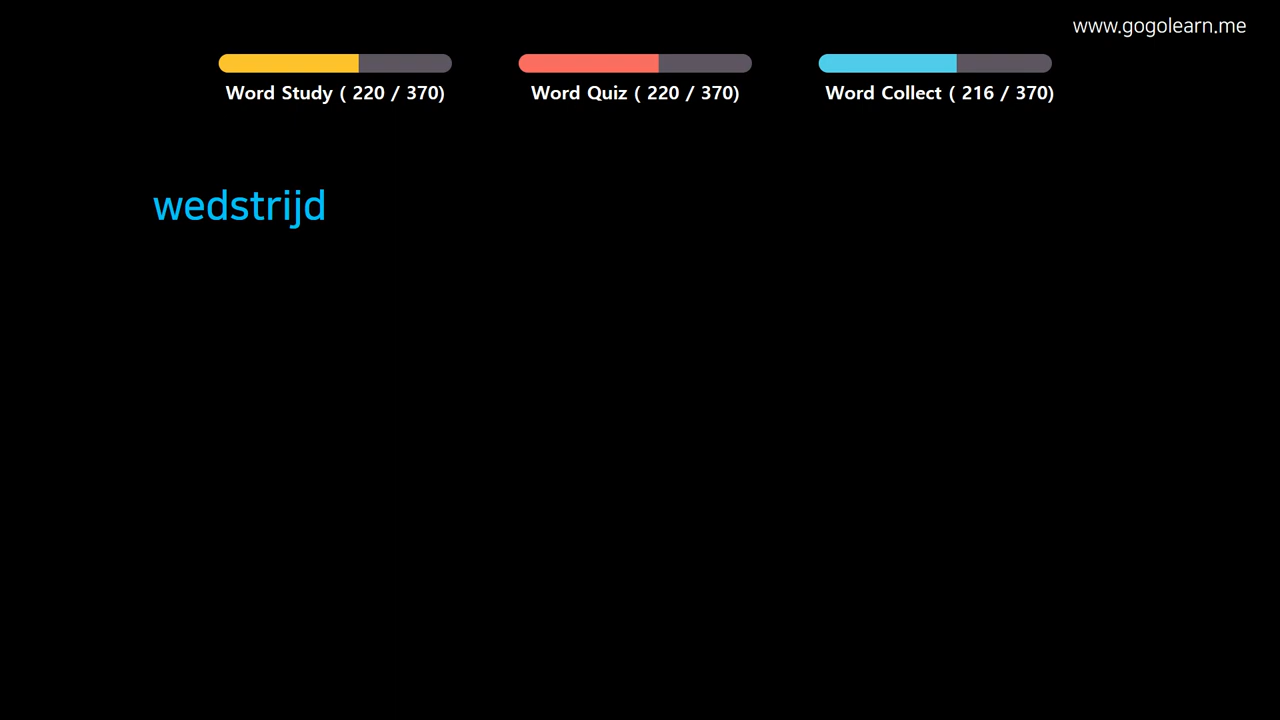 www.gogolearn.me
Word Study ( 220 / 370)
Word Quiz ( 220 / 370)
Word Collect ( 216 / 370)
wedstrijd